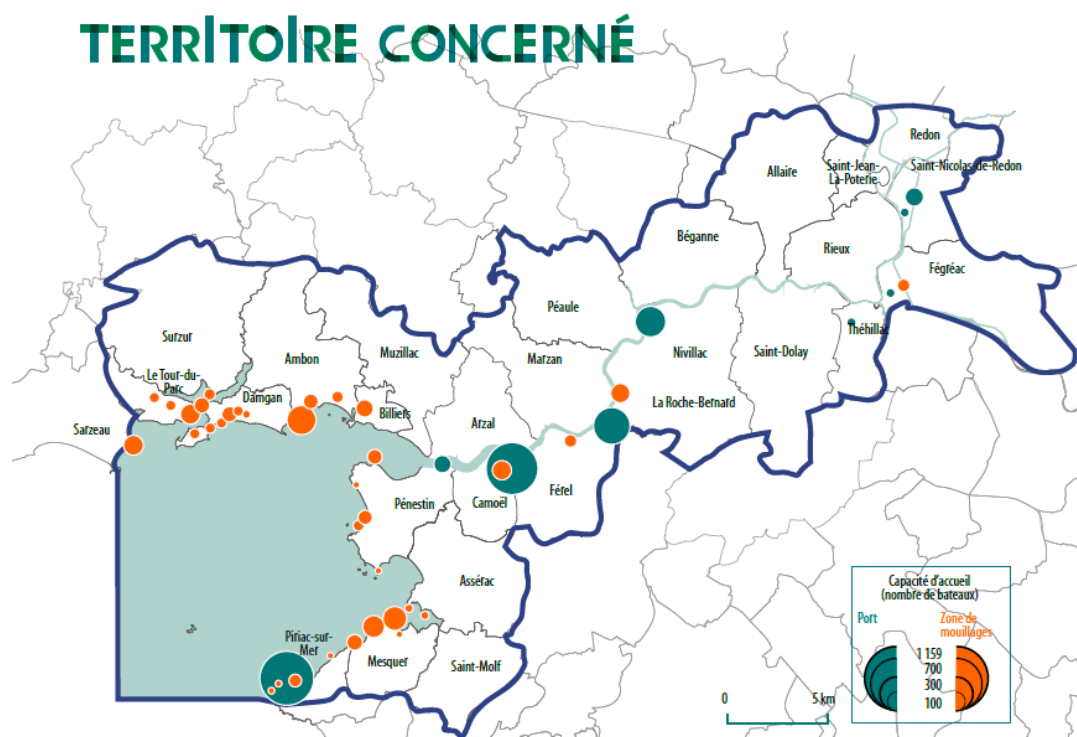 TERRITOIRE CONCERNÉ
Redon
Saint-Jean-
La-Poterie
Saint-Nicolas-de-Redon
Allaire
Béganne
Rieux
Fégréac
Péaule
Théhillac
Surzur
Ambon
Muzillac
Marzan
Nivillac
Saint-Dolay
Le Tour-du-
Parc
Damgan
Billiers
La Roche-Bernard
Sarzeau
Arzal
Pénestin
Camoël
Férel
Assérac
Piriac-sur-
Mer
Mesquer
Saint-Molf
Capacité d'accueil
(nombre de bateaux)
Port
Zone de
mouillages
1 159
700
300
100
0 5 km